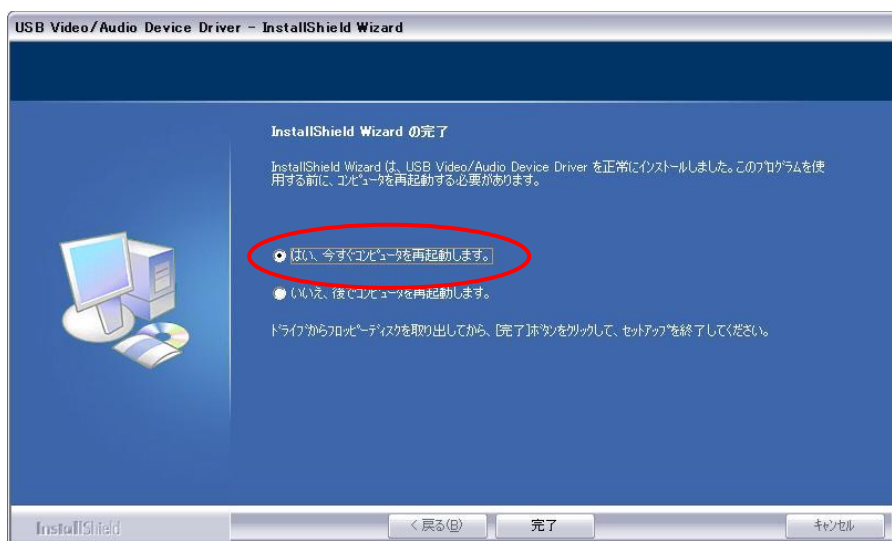 USB Video/Audio Device Driver - InstallShield Wizard
InstallShield Wizard の完了
InstallShield Wizard は、USB Video/Audio Device Driver を正常にインストールしました。このプログラムを使
用する前に、コンピュータを再起動する必要があります。
はい、今すぐコンピュータを再起動します。
いいえ、後でコンピュータを再起動します。
ドライブからフロッピーディスクを取り出してから、[完了]ボタンをクリックして、セットアップを終了してください。
InstallShield
< 戻る(B)
完了
キャンセル